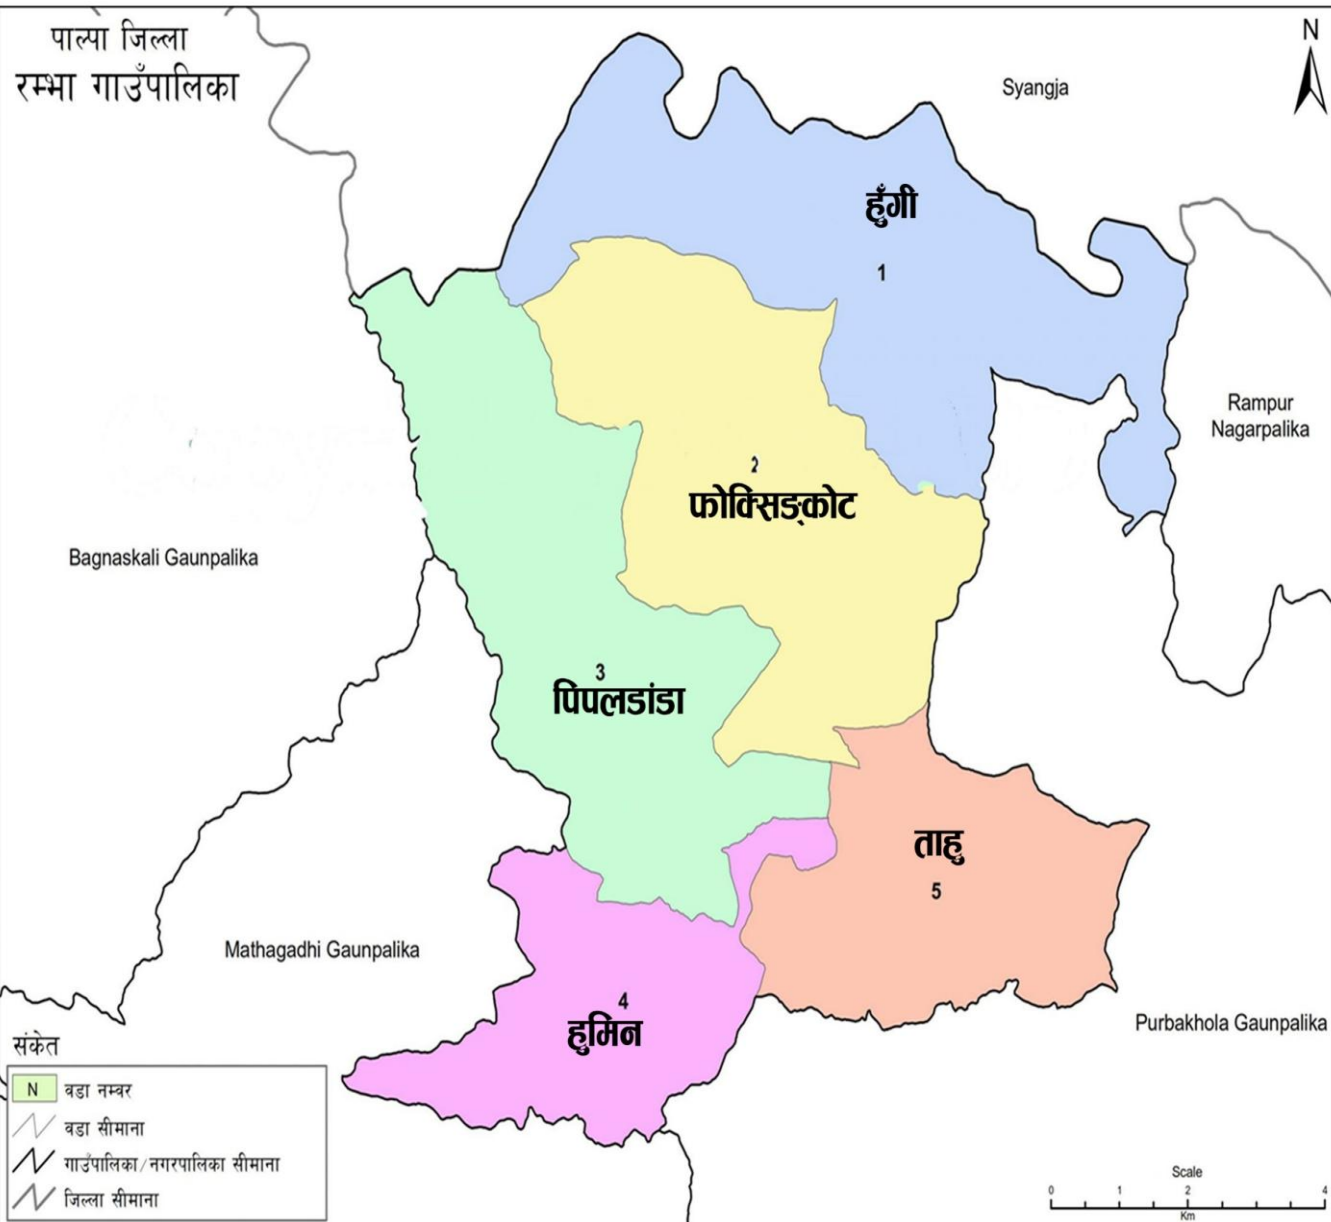 पाल्पा जिल्ला
रम्भा गाउँपालिका
N
Syangja
हुँगी
1
Rampur
Nagarpalika
2
फोक्सिङ्कोट
Bagnaskali Gaunpalika
3
पिपलडांडा
ताहु
5
Mathagadhi Gaunpalika
4
हुमिन
Purbakhola Gaunpalika
संकेत
N वडा नम्वर
वडा सीमाना
गाउँपालिका/नगरपालिका सीमाना
जिल्ला सीमाना
Scale
0 1 2 4
Km